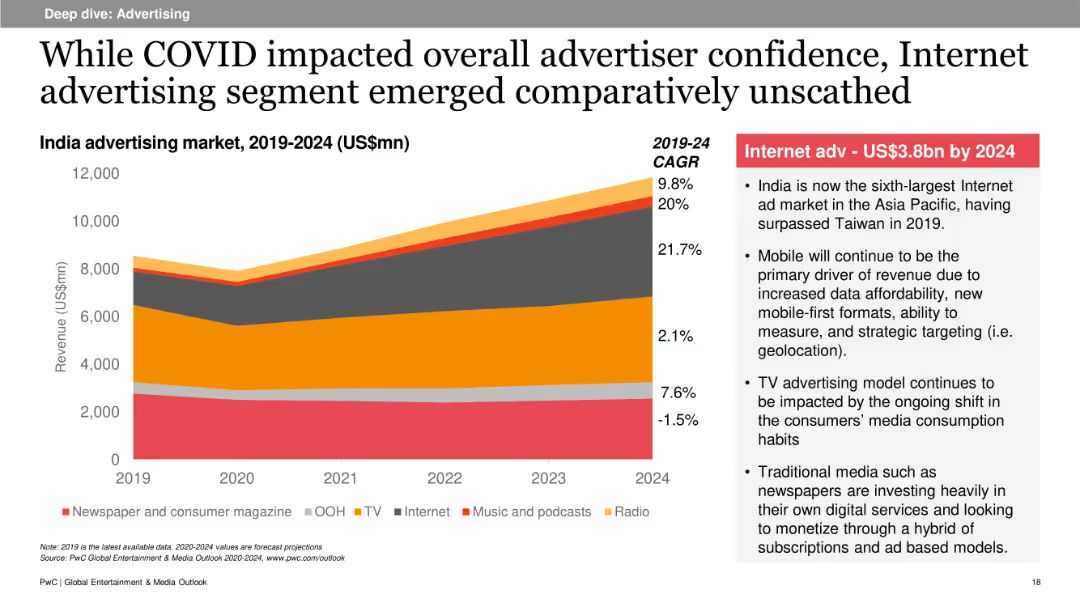 Deep dive: Advertising
While COVID impacted overall advertiser confidence, Internet
advertising segment emerged comparatively unscathed
India advertising market, 2019-2024 (US$mn)
2019-24
CAGR
12,000
10,000
8,000
6,000
4,000
2,000
0
Revenue (US$mn)
9.8%
20%
21.7%
2.1%
7.6%
-1.5%
2019 2020 2021 2022 2023 2024
Newspaper and consumer magazine OOH TV Internet Music and podcasts Radio
Internet adv - US$3.8bn by 2024
• India is now the sixth-largest Internet
ad market in the Asia Pacific, having
surpassed Taiwan in 2019.
• Mobile will continue to be the
primary driver of revenue due to
increased data affordability, new
mobile-first formats, ability to
measure, and strategic targeting (i.e.
geolocation).
• TV advertising model continues to
be impacted by the ongoing shift in
the consumers' media consumption
habits
• Traditional media such as
newspapers are investing heavily in
their own digital services and looking
to monetize through a hybrid of
subscriptions and ad based models.
Note: 2019 is the latest available data. 2020-2024 values are forecast projections
Source: PwC Global Entertainment & Media Outlook 2020-2024, www.pwc.com/outlook
PwC | Global Entertainment & Media Outlook
18